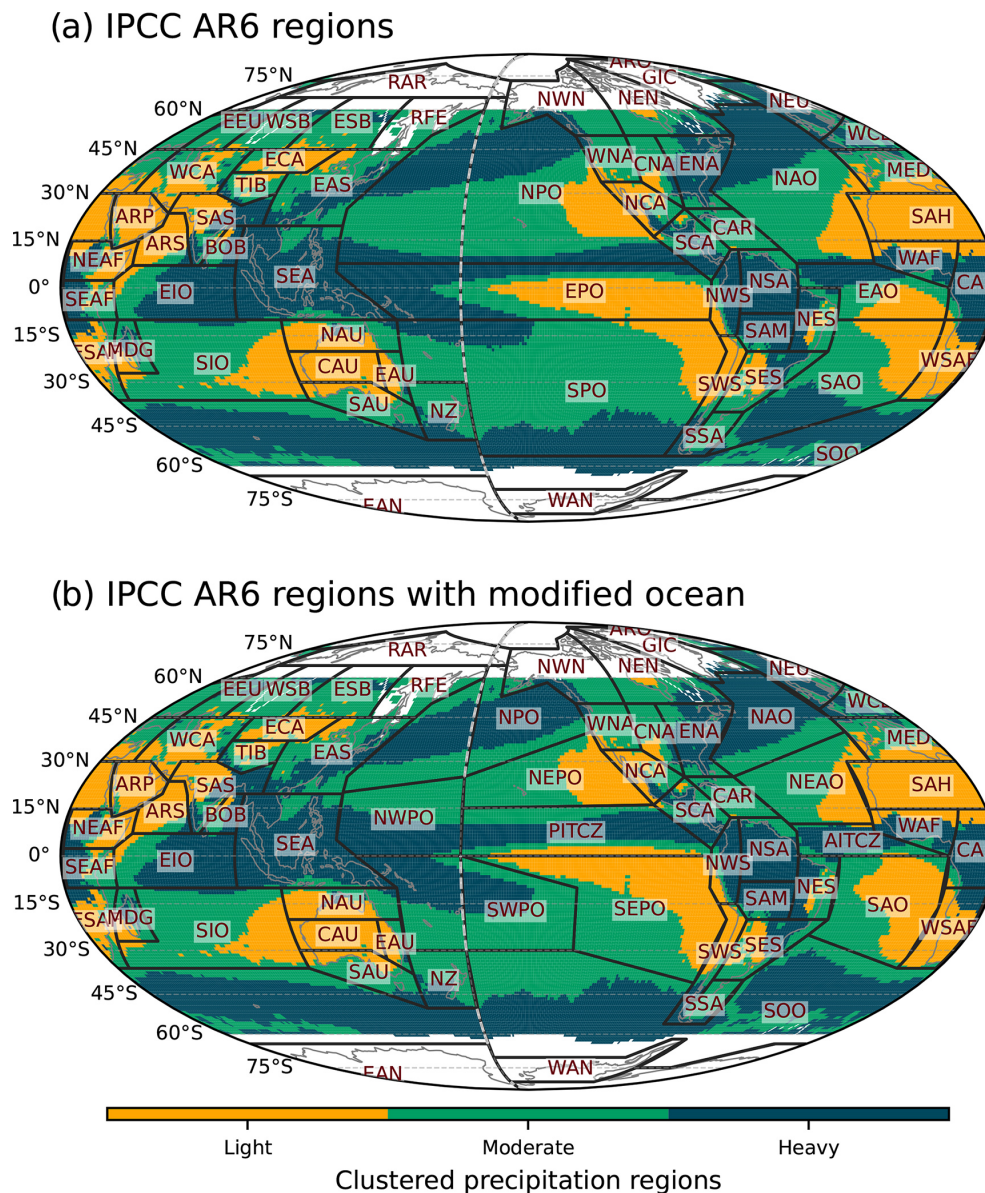 (a) IPCC AR6 regions
75°N
RAR
GIC
NWN
NEN
NEU
60°N
EEU WSB ESB RFE
45°N
ECA
WNA CNA ENA
WCA
TIB
EAS
NPO
NAO
MED
30°N
ARP
SAS
NCA
SAH
ARS
BOB
CAR
15°N
NEAF
SCA
WAF
SEA
NSA
0°
SEAF
EIO
EPO
NWS
EAO
15°S
NAU
SAM
NES
MDG
SIO
CAU
EAU
SPO
SWS
SES
SAO
WSAF
30°S
SAU
NZ
SSA
45°S
SOO
60°S
75°S
EAN
WAN
(b) IPCC AR6 regions with modified ocean
75°N
RAR
GIC
NWN
NEN
NEU
60°N
EEU WSB ESB RFE
45°N
ECA
NPO
WNA CNA ENA
NAO
WCA
TIB
EAS
MED
30°N
ARP
SAS
NEPO
NCA
NEAO
SAH
ARS
BOB
CAR
15°N
NEAF
NWPO
PITCZ
SCA
WAF
SEA
NSA
AITCZ
0°
SEAF
EIO
NWS
15°S
NAU
SWPO
SEPO
SAM
NES
SAO
MDG
SIO
CAU
EAU
SWS
SES
WSAF
30°S
SAU
NZ
SSA
SOO
45°S
60°S
75°S
EAN
WAN
Light
Moderate
Heavy
Clustered precipitation regions